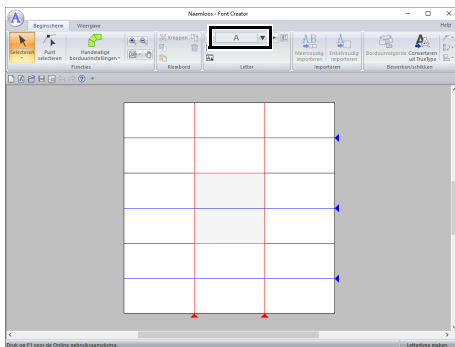 Naamloos - Font Creator
A
Beginscherm Weergave Help
Selecteren
Punt selecteren
Handmatige borduurinstellingen
Knippen
A
Meervoudig importeren
Enkelvoudig importeren
Borduurvolgorde
Converteren uit TrueType
Functies Klembord Letter Importeren Bewerken/schikken
Druk op F1 voor de Online gebruiksaanwijzing. Lettertype maken